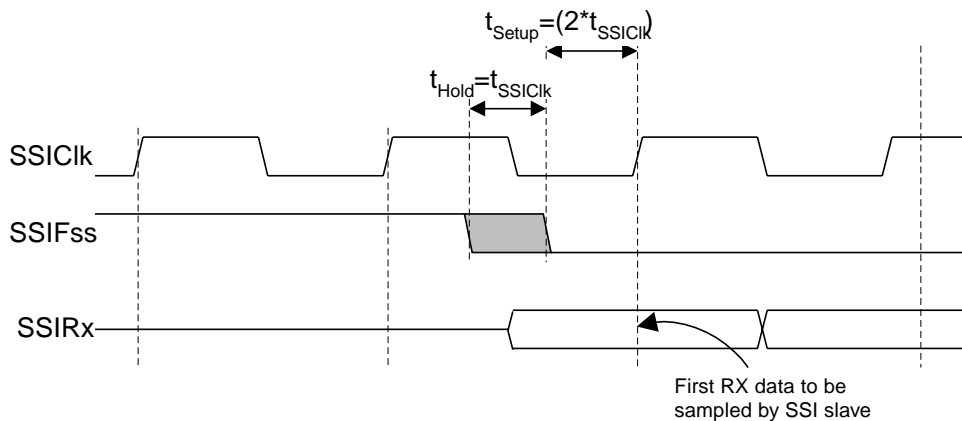 tSetup=(2*tSSIClk)
tHold=tSSIClk
SSIClk
SSIFss
SSIRx
First RX data to be
sampled by SSI slave